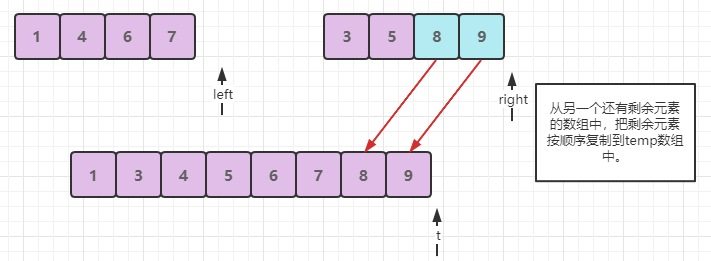 1 4 6 7
3 5 8 9
left
right
从另一个还有剩余元素
的数组中，把剩余元素
按顺序复制到temp数组
中。
1 3 4 5 6 7 8 9
t